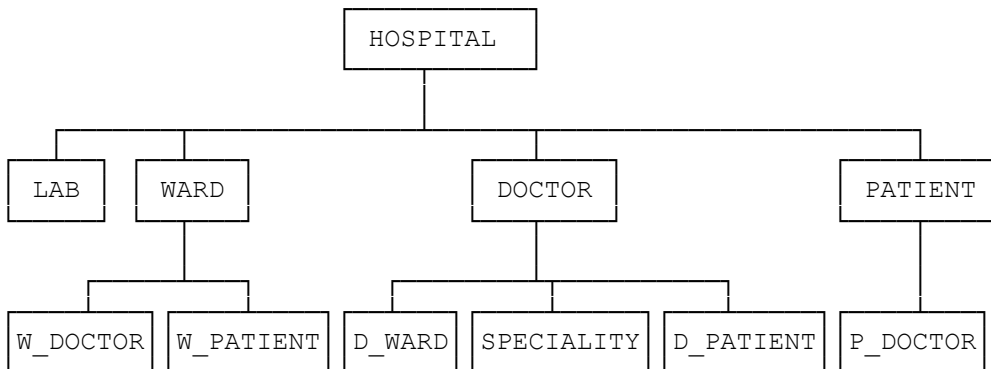 HOSPITAL
LAB WARD DOCTOR PATIENT
W_DOCTOR W_PATIENT D_WARD SPECIALITY D_PATIENT P_DOCTOR